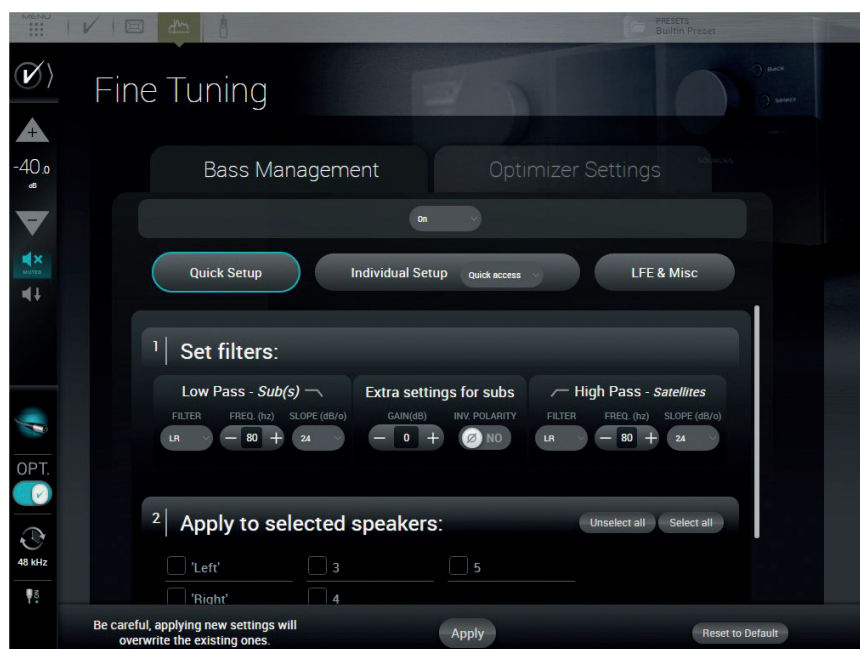 MENU
PRESETS
Builtin Preset
Back
Select
Fine Tuning
-40.0
dB
MUTED
OPT.
48 kHz
Bass Management
Optimizer Settings
On
Quick Setup
Individual Setup
Quick access
LFE & Misc
1 Set filters:
Low Pass - Sub(s)
Extra settings for subs
High Pass - Satellites
FILTER FREQ. (hz) SLOPE (dB/o)
GAIN(dB) INV. POLARITY
FILTER FREQ. (hz) SLOPE (dB/o)
LR − 80 + 24
− 0 + Ø NO
LR − 80 + 24
2 Apply to selected speakers:
Unselect all
Select all
'Left' 3 5
'Right' 4
Be careful, applying new settings will
overwrite the existing ones.
Apply
Reset to Default